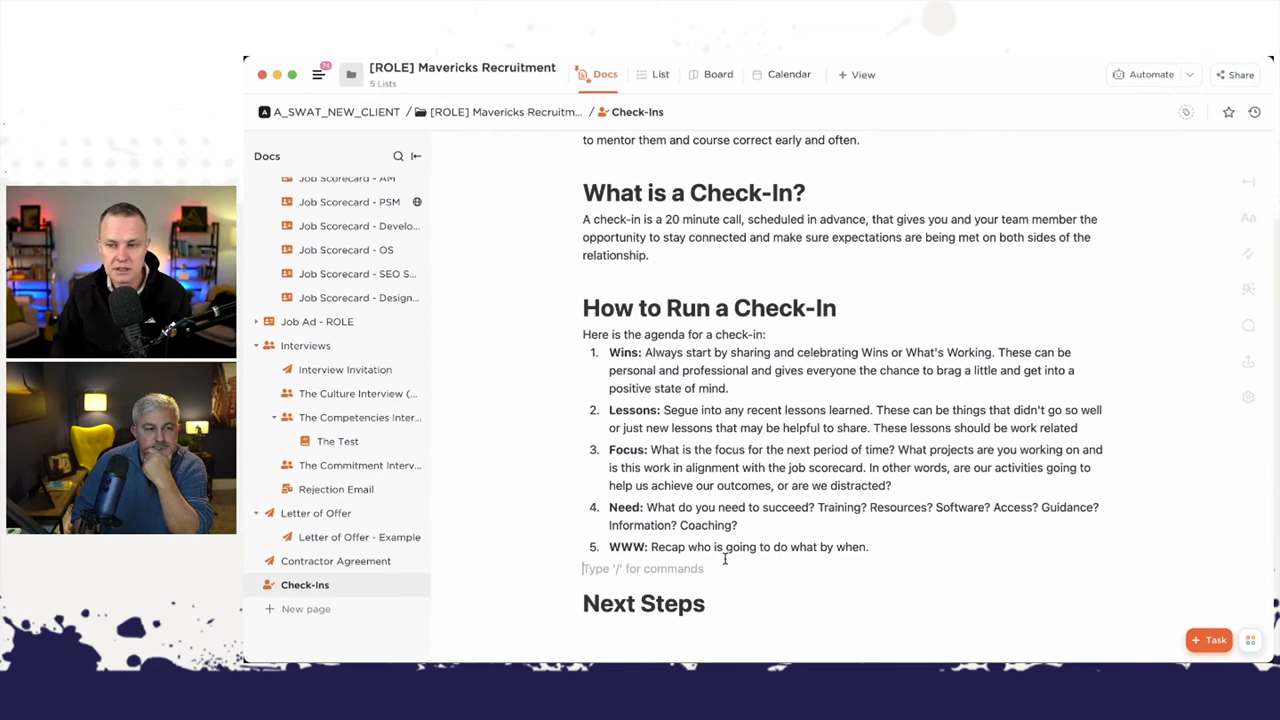 74
[ROLE] Mavericks Recruitment
5 Lists
Docs
List
Board
Calendar
+ View
Automate
Share
A A_SWAT_NEW_CLIENT / [ROLE] Mavericks Recruitm... / Check-Ins
Docs
Job Scorecard - AM
Job Scorecard - PSM
Job Scorecard - Develo...
Job Scorecard - OS
Job Scorecard - SEO S...
Job Scorecard - Design...
Job Ad - ROLE
Interviews
Interview Invitation
The Culture Interview (...
The Competencies Inter...
The Test
The Commitment Interv...
Rejection Email
Letter of Offer
Letter of Offer - Example
Contractor Agreement
Check-Ins
+ New page
to mentor them and course correct early and often.
What is a Check-In?
A check-in is a 20 minute call, scheduled in advance, that gives you and your team member the
opportunity to stay connected and make sure expectations are being met on both sides of the
relationship.
How to Run a Check-In
Here is the agenda for a check-in:
1. Wins: Always start by sharing and celebrating Wins or What's Working. These can be
personal and professional and gives everyone the chance to brag a little and get into a
positive state of mind.
2. Lessons: Segue into any recent lessons learned. These can be things that didn't go so well
or just new lessons that may be helpful to share. These lessons should be work related
3. Focus: What is the focus for the next period of time? What projects are you working on and
is this work in alignment with the job scorecard. In other words, are our activities going to
help us achieve our outcomes, or are we distracted?
4. Need: What do you need to succeed? Training? Resources? Software? Access? Guidance?
Information? Coaching?
5. WWW: Recap who is going to do what by when.
Type '/' for commands
Next Steps
Aa
+ Task